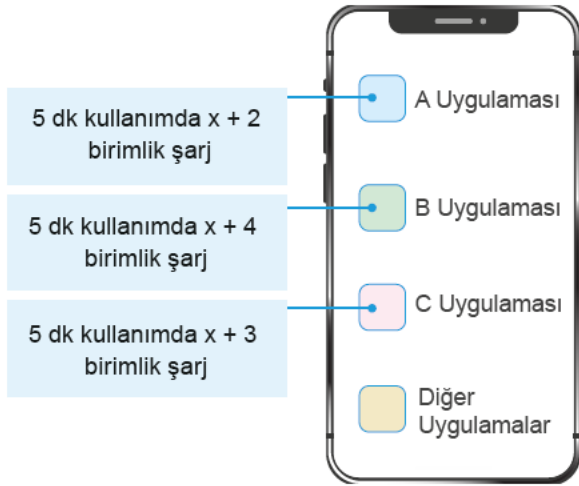 5 dk kullanımda x + 2
birimlik şarj
A Uygulaması
5 dk kullanımda x + 4
birimlik şarj
B Uygulaması
5 dk kullanımda x + 3
birimlik şarj
C Uygulaması
Diğer
Uygulamalar